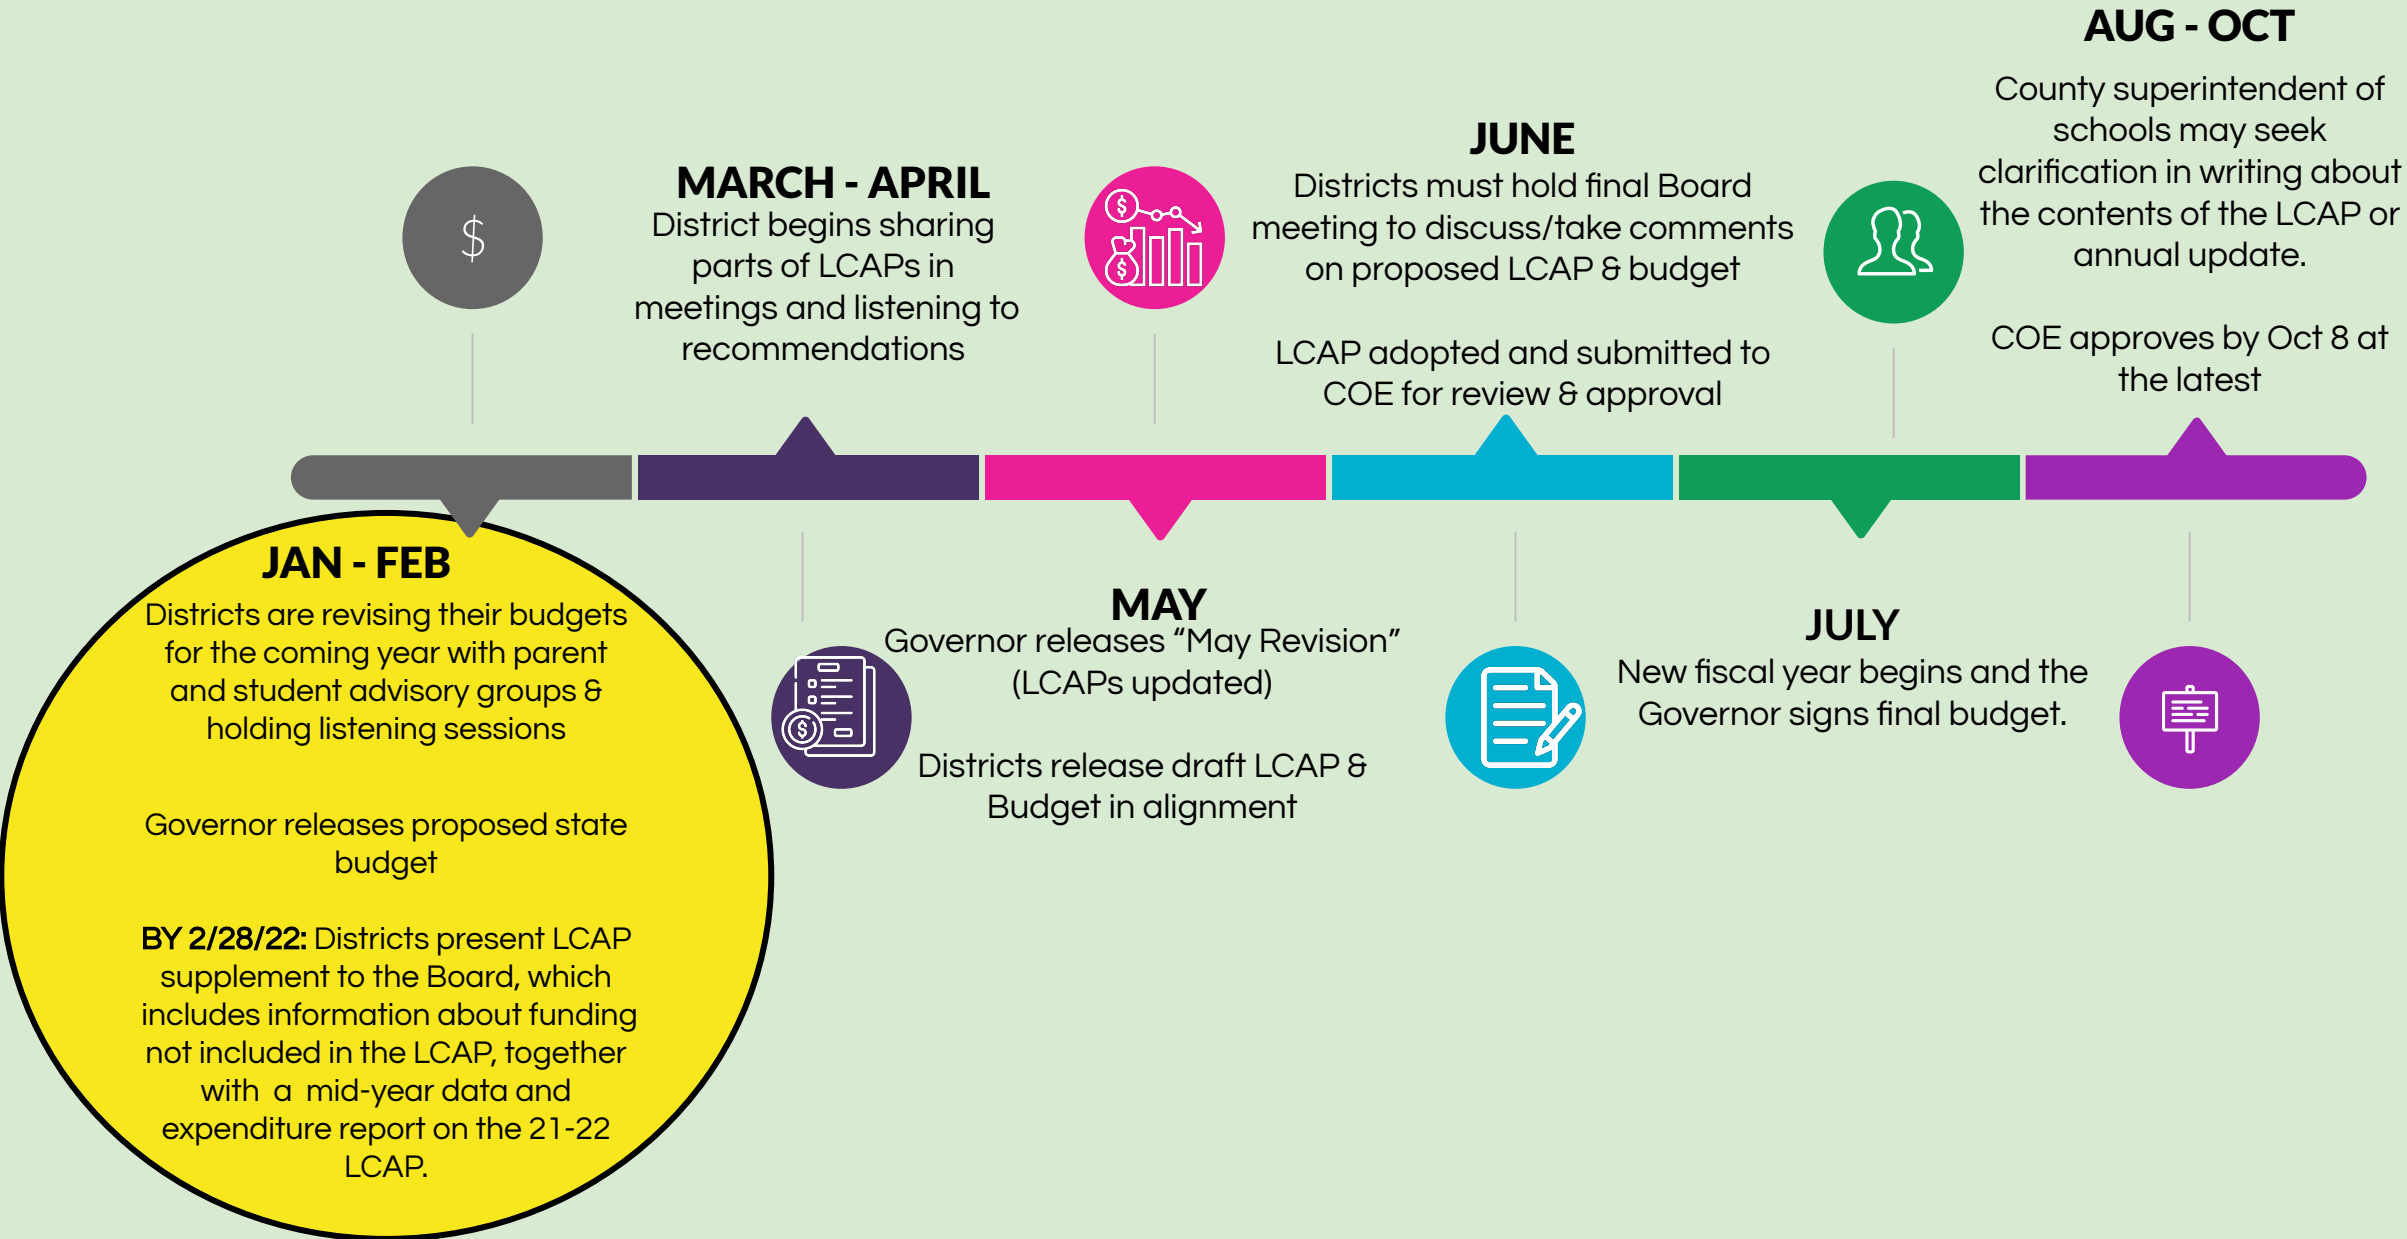 JAN - FEB
Districts are revising their budgets
for the coming year with parent
and student advisory groups &
holding listening sessions
Governor releases proposed state
budget
BY 2/28/22: Districts present LCAP
supplement to the Board, which
includes information about funding
not included in the LCAP, together
with a mid-year data and
expenditure report on the 21-22
LCAP.
$
MARCH - APRIL
District begins sharing
parts of LCAPs in
meetings and listening to
recommendations
$
MAY
Governor releases “May Revision”
(LCAPs updated)
Districts release draft LCAP &
Budget in alignment
$
$
JUNE
Districts must hold final Board
meeting to discuss/take comments
on proposed LCAP & budget
LCAP adopted and submitted to
COE for review & approval
JULY
New fiscal year begins and the
Governor signs final budget.
AUG - OCT
County superintendent of
schools may seek
clarification in writing about
the contents of the LCAP or
annual update.
COE approves by Oct 8 at
the latest